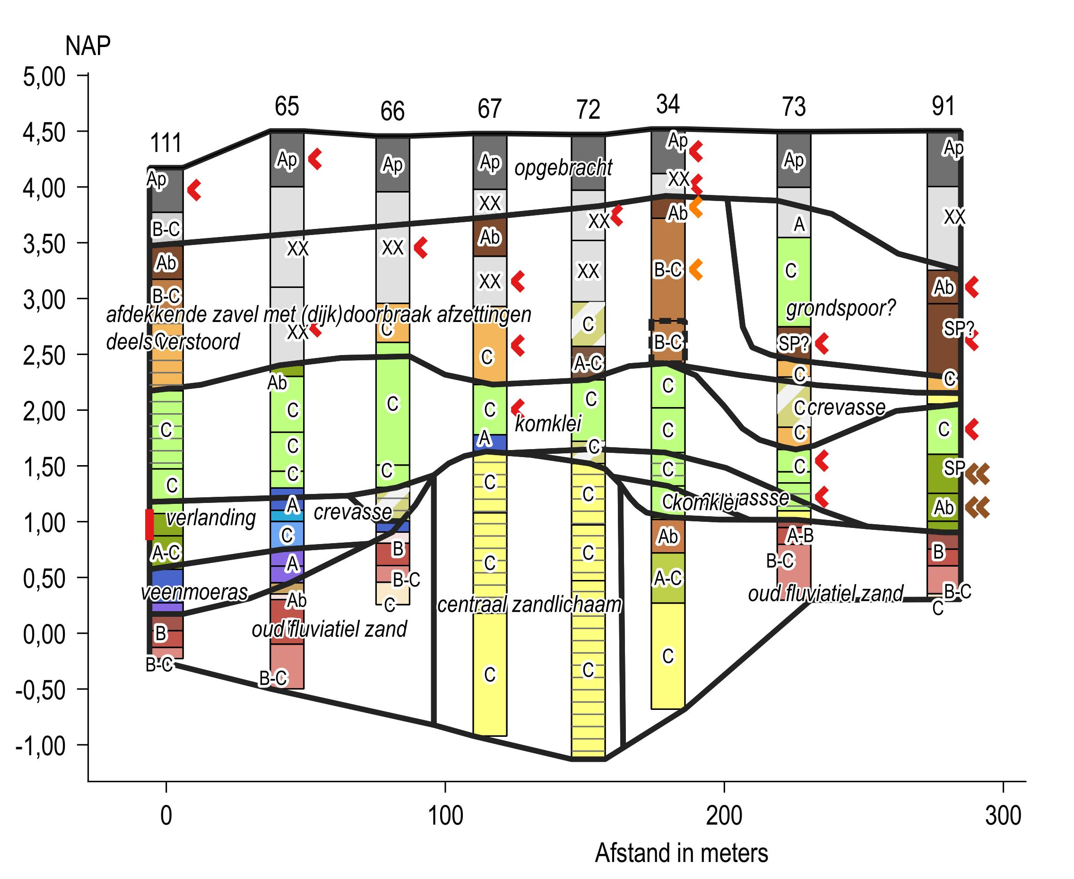 NAP
5,00
4,50
4,00
3,50
3,00
2,50
2,00
1,50
1,00
0,50
0,00
-0,50
-1,00
0
100
200
300
Afstand in meters
111
65
66
67
72
34
73
91
Ap
B-C
Ab
B-C
C
C
C
A-C
B
B-C
Ap
XX
XX
Ab
C
C
C
A
C
A
Ab
B-C
Ap
XX
C
C
C
B
B-C
C
Ap
XX
Ab
XX
C
C
A
C
C
C
XX
XX
C
A-C
C
C
C
C
C
Ap
XX
Ab
B-C
B-C
C
C
C
C
Ab
A-C
C
Ap
A
C
SP?
C
C
C
C
A-B
B-C
Ap
XX
Ab
SP?
C
C
SP
Ab
B
B-C
C
opgebracht
afdekkende zavel met (dijk)doorbraak afzettingen
deels verstoord
grondspoor?
crevasse
komklei
komklei
verlanding
crevasse
veenmoeras
oud fluviatiel zand
centraal zandlichaam
oud fluviatiel zand